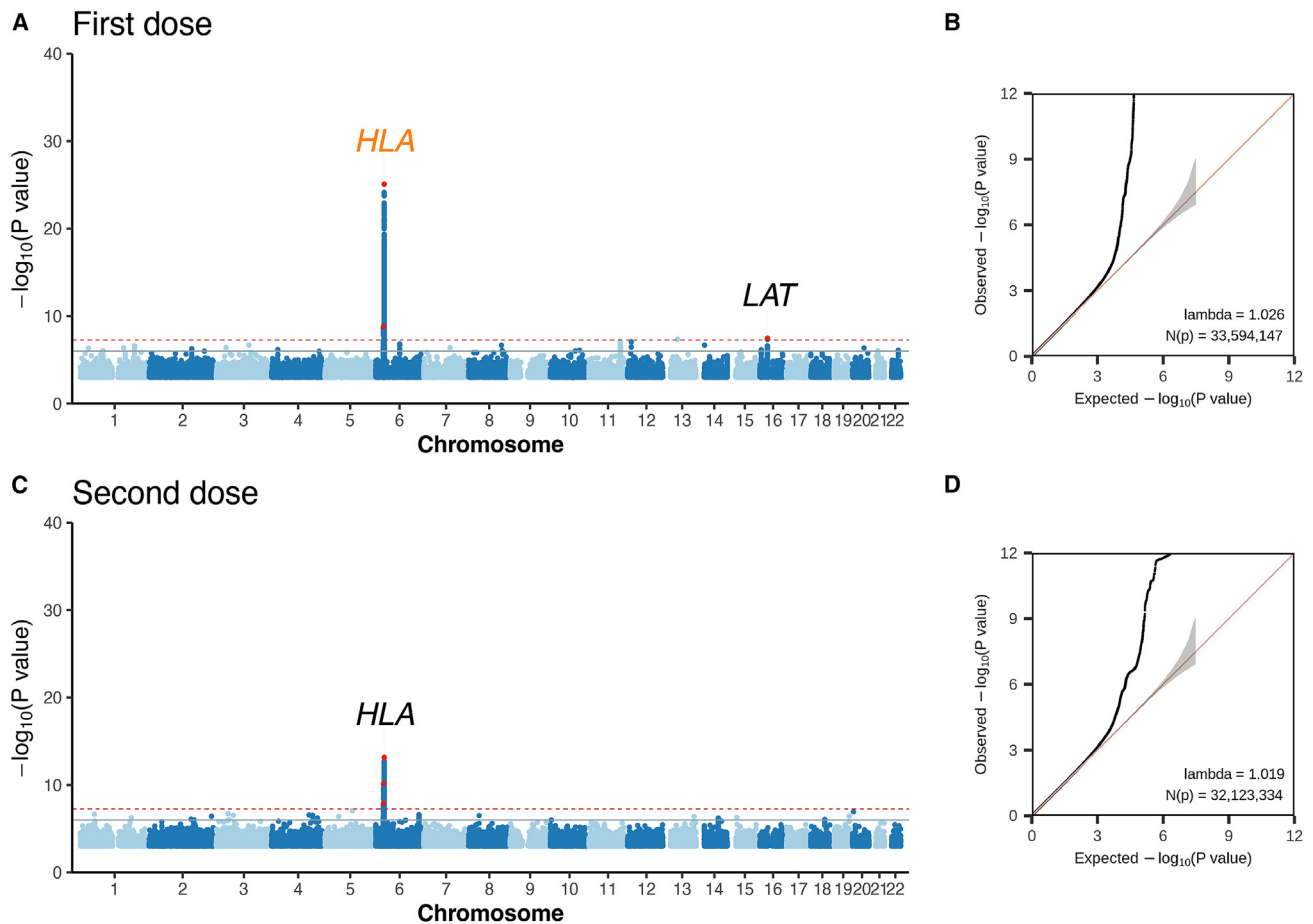 A First dose
40
30
20
10
0
−log10(P value)
HLA
LAT
1 2 3 4 5 6 7 8 9 10 11 12 13 14 15 16 17 18 19 20 21 22
Chromosome
B
12
9
6
3
0
Observed −log10(P value)
lambda = 1.026
N(p) = 33,594,147
0 3 6 9 12
Expected −log10(P value)
C Second dose
40
30
20
10
0
−log10(P value)
HLA
1 2 3 4 5 6 7 8 9 10 11 12 13 14 15 16 17 18 19 20 21 22
Chromosome
D
12
9
6
3
0
Observed −log10(P value)
lambda = 1.019
N(p) = 32,123,334
0 3 6 9 12
Expected −log10(P value)